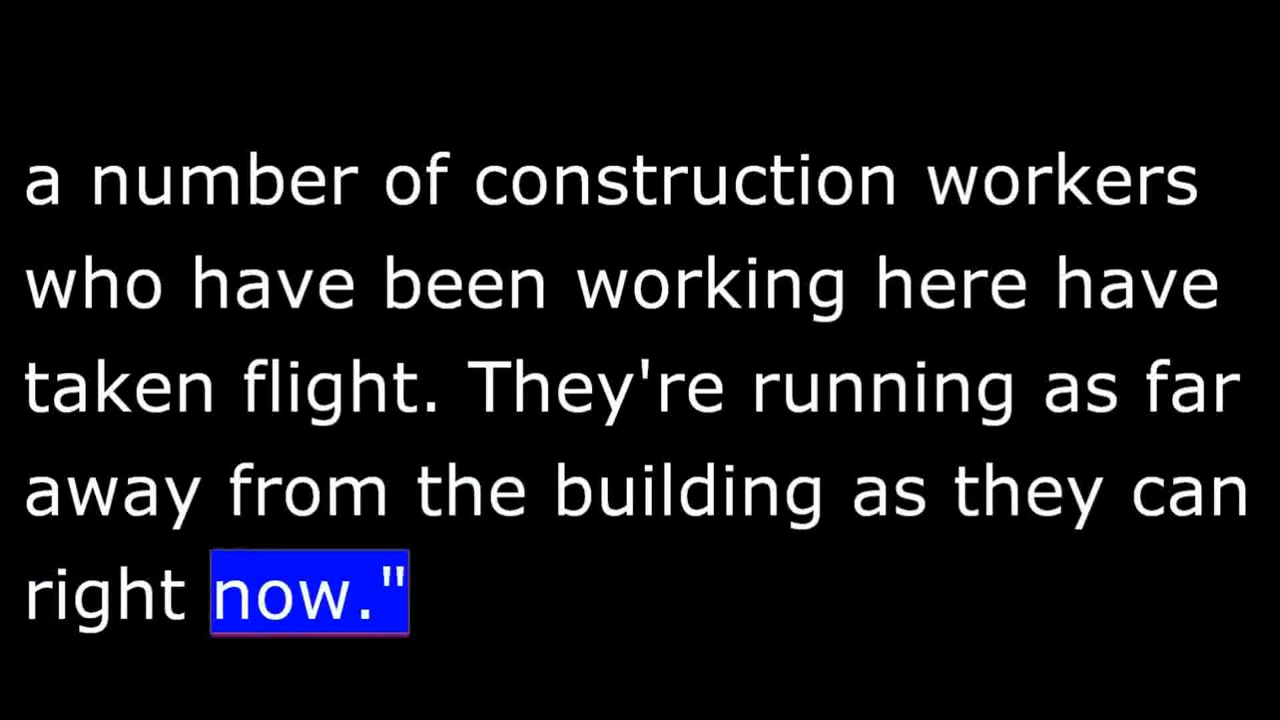 a number of construction workers
who have been working here have
taken flight. They're running as far
away from the building as they can
right now."